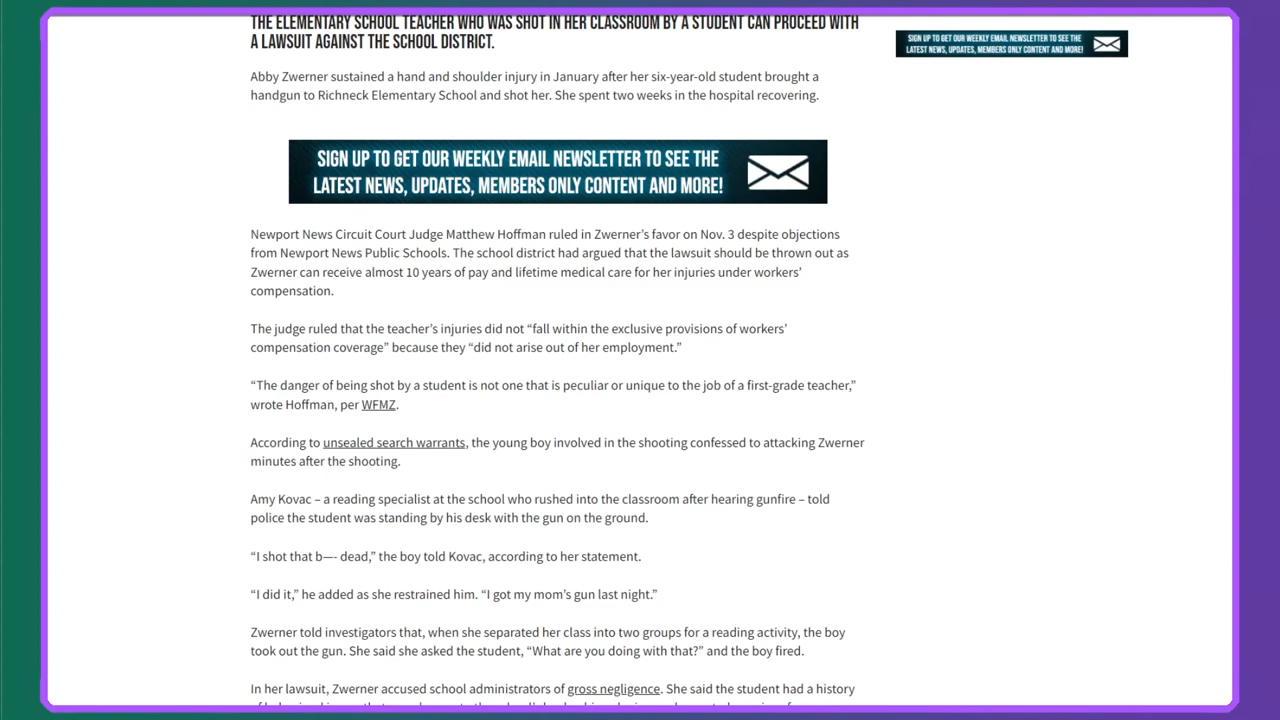 THE ELEMENTARY SCHOOL TEACHER WHO WAS SHOT IN HER CLASSROOM BY A STUDENT CAN PROCEED WITH
A LAWSUIT AGAINST THE SCHOOL DISTRICT.
SIGN UP TO GET OUR WEEKLY EMAIL NEWSLETTER TO SEE THE
LATEST NEWS, UPDATES, MEMBERS ONLY CONTENT AND MORE!
Abby Zwerner sustained a hand and shoulder injury in January after her six-year-old student brought a
handgun to Richneck Elementary School and shot her. She spent two weeks in the hospital recovering.
SIGN UP TO GET OUR WEEKLY EMAIL NEWSLETTER TO SEE THE
LATEST NEWS, UPDATES, MEMBERS ONLY CONTENT AND MORE!
Newport News Circuit Court Judge Matthew Hoffman ruled in Zwerner’s favor on Nov. 3 despite objections
from Newport News Public Schools. The school district had argued that the lawsuit should be thrown out as
Zwerner can receive almost 10 years of pay and lifetime medical care for her injuries under workers’
compensation.
The judge ruled that the teacher’s injuries did not “fall within the exclusive provisions of workers’
compensation coverage” because they “did not arise out of her employment.”
“The danger of being shot by a student is not one that is peculiar or unique to the job of a first-grade teacher,”
wrote Hoffman, per WFMZ.
According to unsealed search warrants, the young boy involved in the shooting confessed to attacking Zwerner
minutes after the shooting.
Amy Kovac – a reading specialist at the school who rushed into the classroom after hearing gunfire – told
police the student was standing by his desk with the gun on the ground.
“I shot that b—- dead,” the boy told Kovac, according to her statement.
“I did it,” he added as she restrained him. “I got my mom’s gun last night.”
Zwerner told investigators that, when she separated her class into two groups for a reading activity, the boy
took out the gun. She said she asked the student, “What are you doing with that?” and the boy fired.
In her lawsuit, Zwerner accused school administrators of gross negligence. She said the student had a history